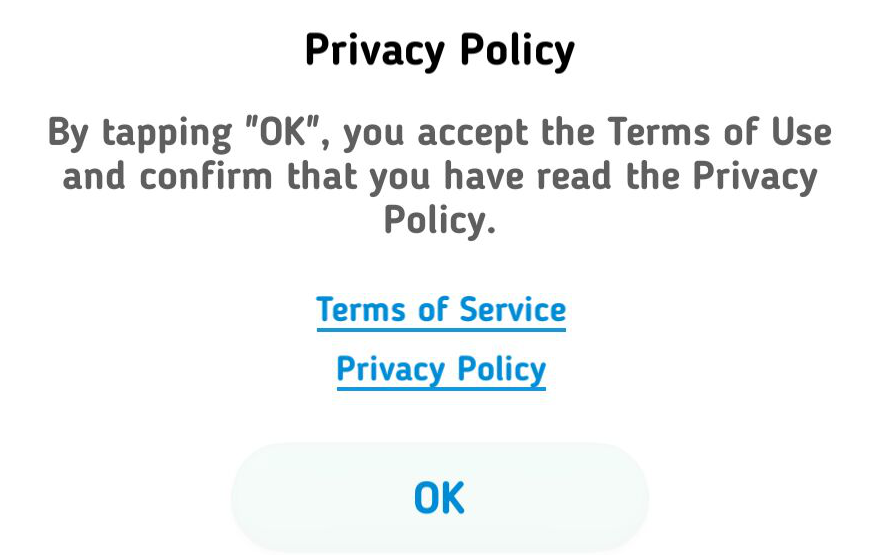 Privacy Policy
By tapping "OK", you accept the Terms of Use
and confirm that you have read the Privacy
Policy.
Terms of Service
Privacy Policy
OK